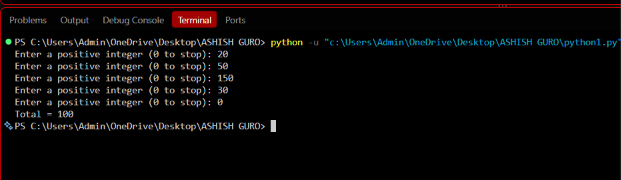 Problems Output Debug Console Terminal Ports
PS C:\Users\Admin\OneDrive\Desktop\ASHISH GURO> python -u "c:\Users\Admin\OneDrive\Desktop\ASHISH GURO\python1.py"
Enter a positive integer (0 to stop): 20
Enter a positive integer (0 to stop): 50
Enter a positive integer (0 to stop): 150
Enter a positive integer (0 to stop): 30
Enter a positive integer (0 to stop): 0
Total = 100
PS C:\Users\Admin\OneDrive\Desktop\ASHISH GURO>